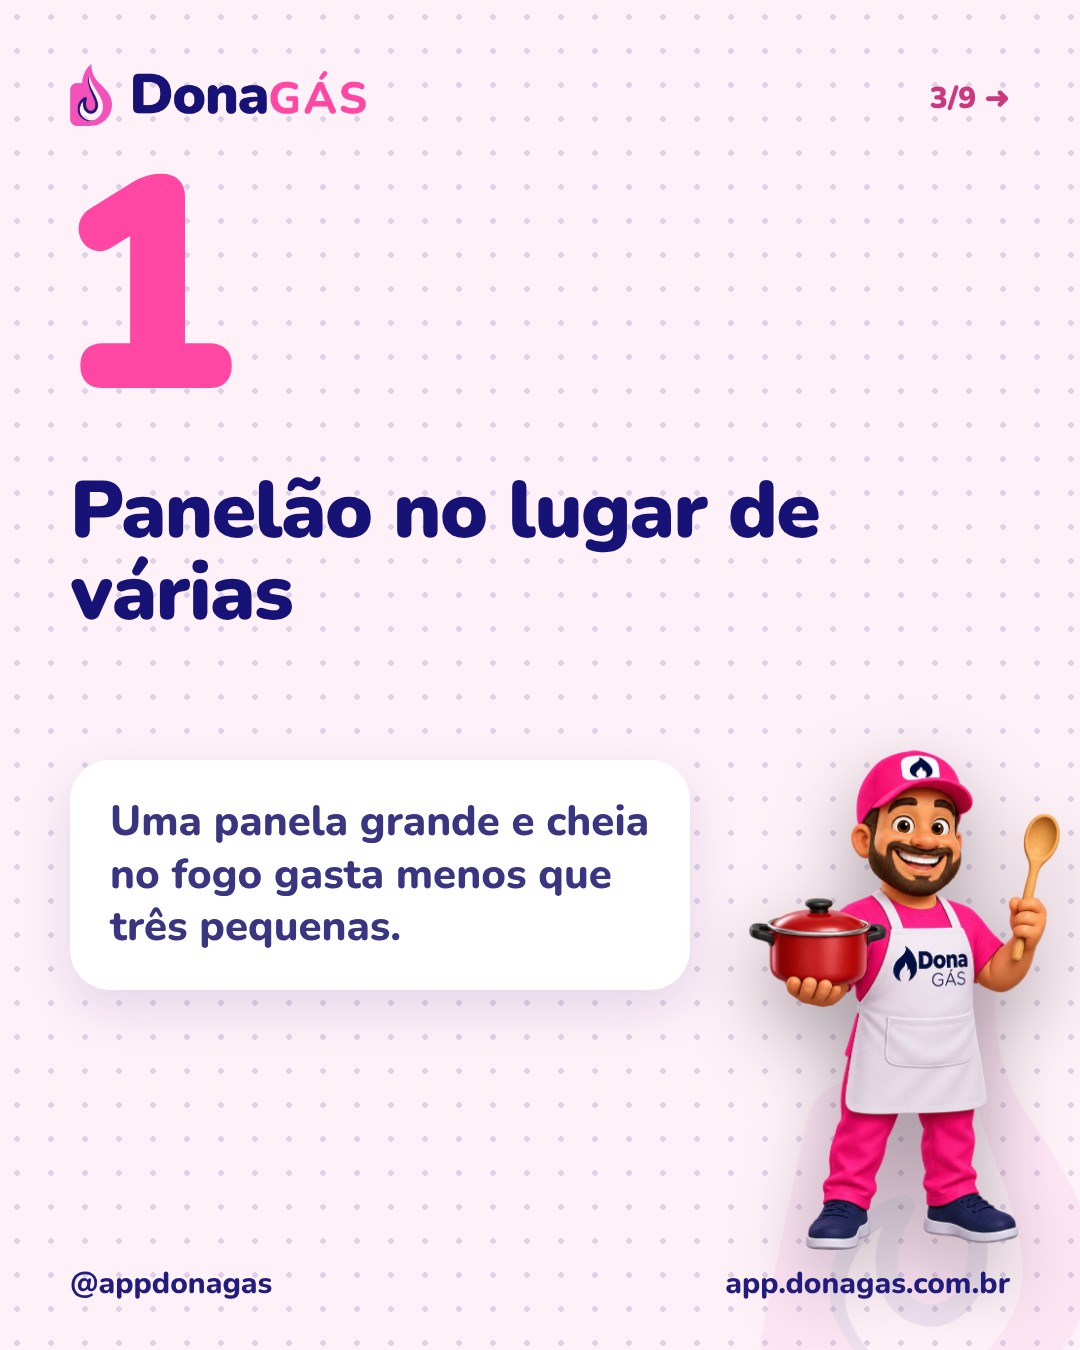 DonaGÁS
3/9 ➜
1
Panelão no lugar de
várias
Uma panela grande e cheia
no fogo gasta menos que
três pequenas.
Dona
GÁS
@appdonagas
app.donagas.com.br